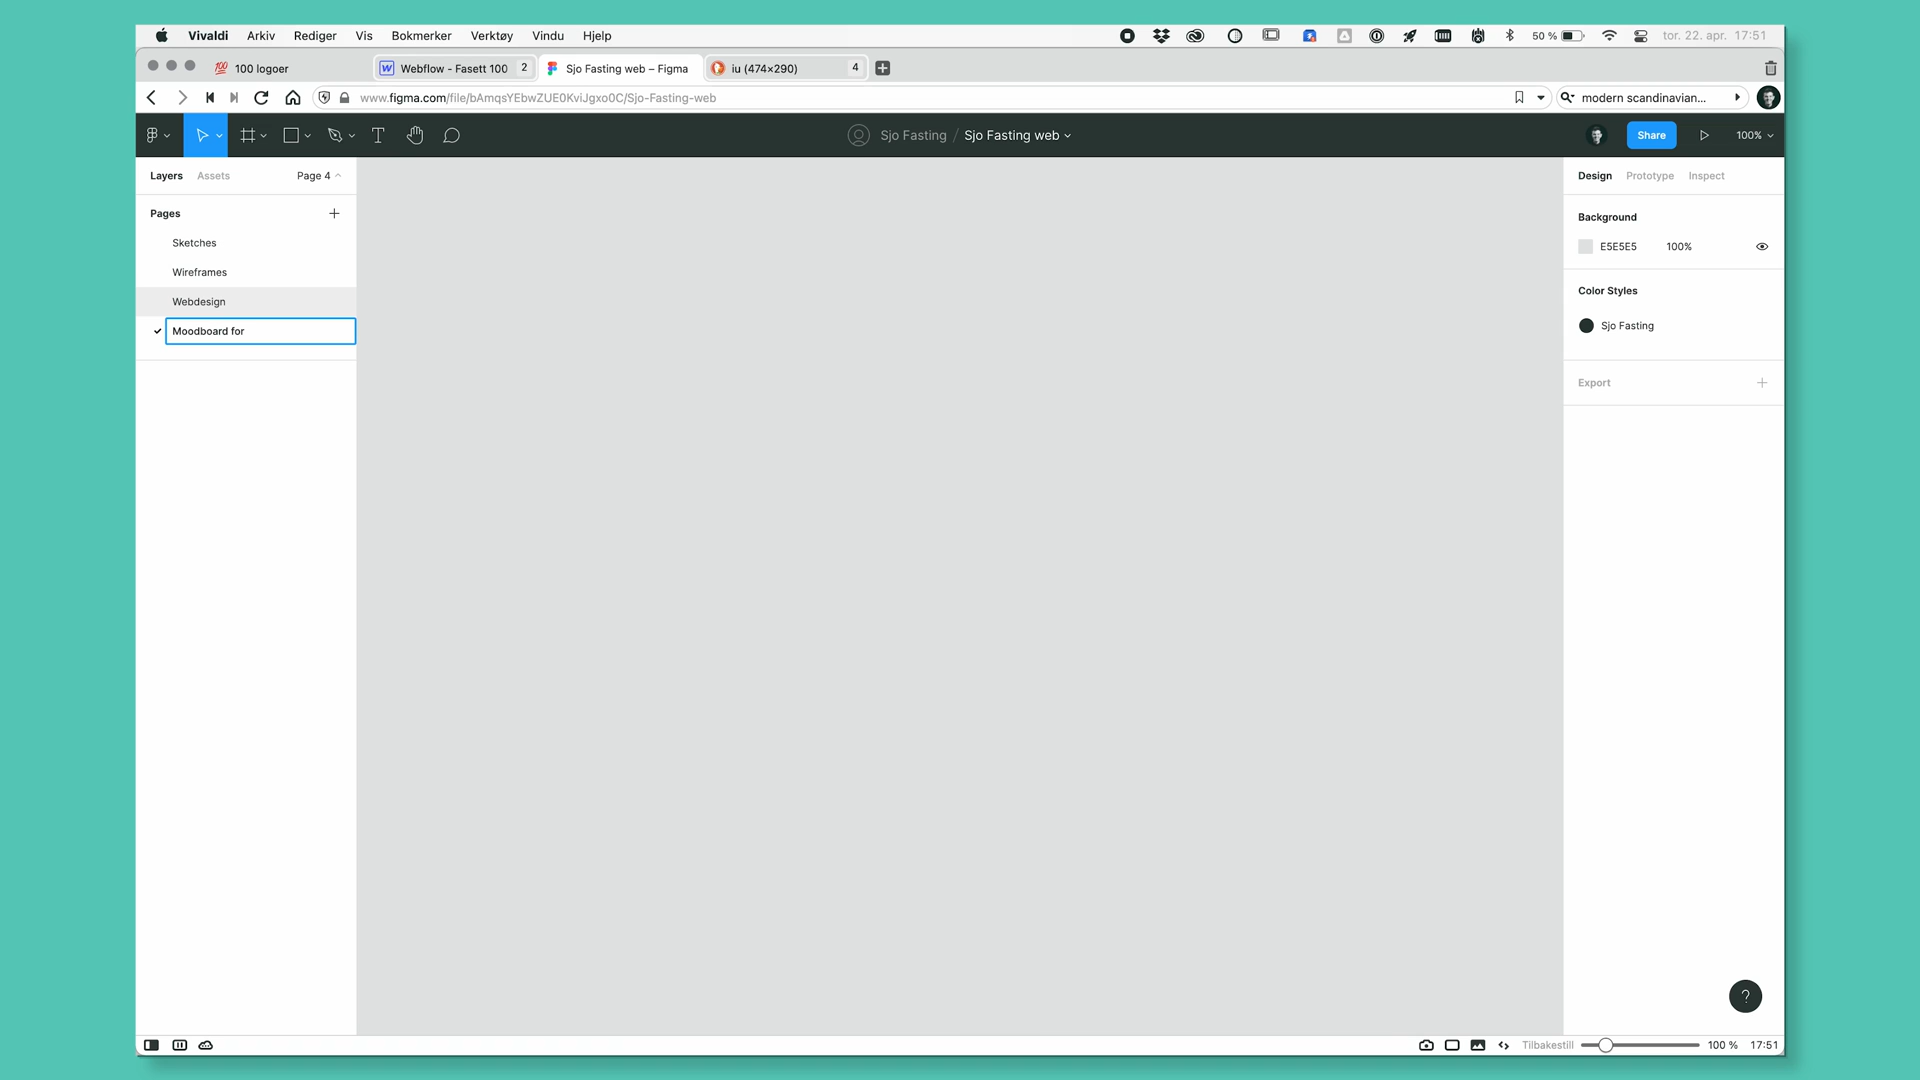 Vivaldi Arkiv Rediger Vis Bokmerker Verktøy Vindu Hjelp 50 % tor. 22. apr. 17:51
100 logoer Webflow - Fasett 100 2 Sjo Fasting web – Figma iu (474×290) 4
www.figma.com/file/bAmqsYEbwZUE0KviJgxo0C/Sjo-Fasting-web modern scandinavian...
Sjo Fasting / Sjo Fasting web Share 100%
Layers Assets Page 4 Design Prototype Inspect
Pages
Background
Sketches
E5E5E5 100%
Wireframes
Color Styles
Webdesign
Sjo Fasting
Moodboard for
Export
?
Tilbakestill 100 % 17:51